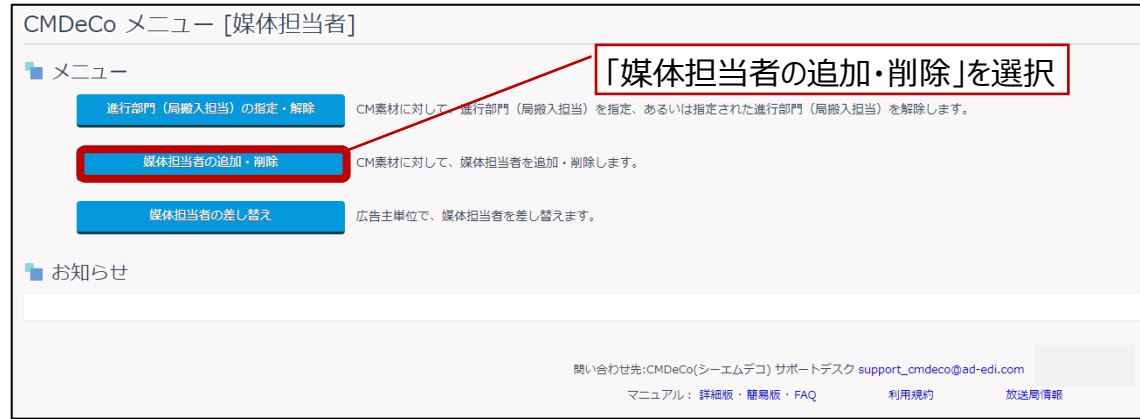 CMDeCo メニュー [媒体担当者]
メニュー
「媒体担当者の追加・削除」を選択
進行部門（局搬入担当）の指定・解除 CM素材に対して、進行部門（局搬入担当）を指定、あるいは指定された進行部門（局搬入担当）を解除します。
媒体担当者の追加・削除 CM素材に対して、媒体担当者を追加・削除します。
媒体担当者の差し替え 広告主単位で、媒体担当者を差し替えます。
お知らせ
問い合わせ先:CMDeCo(シーエムデコ) サポートデスク support_cmdeco@ad-edi.com
マニュアル： 詳細版・簡易版・FAQ 利用規約 放送局情報